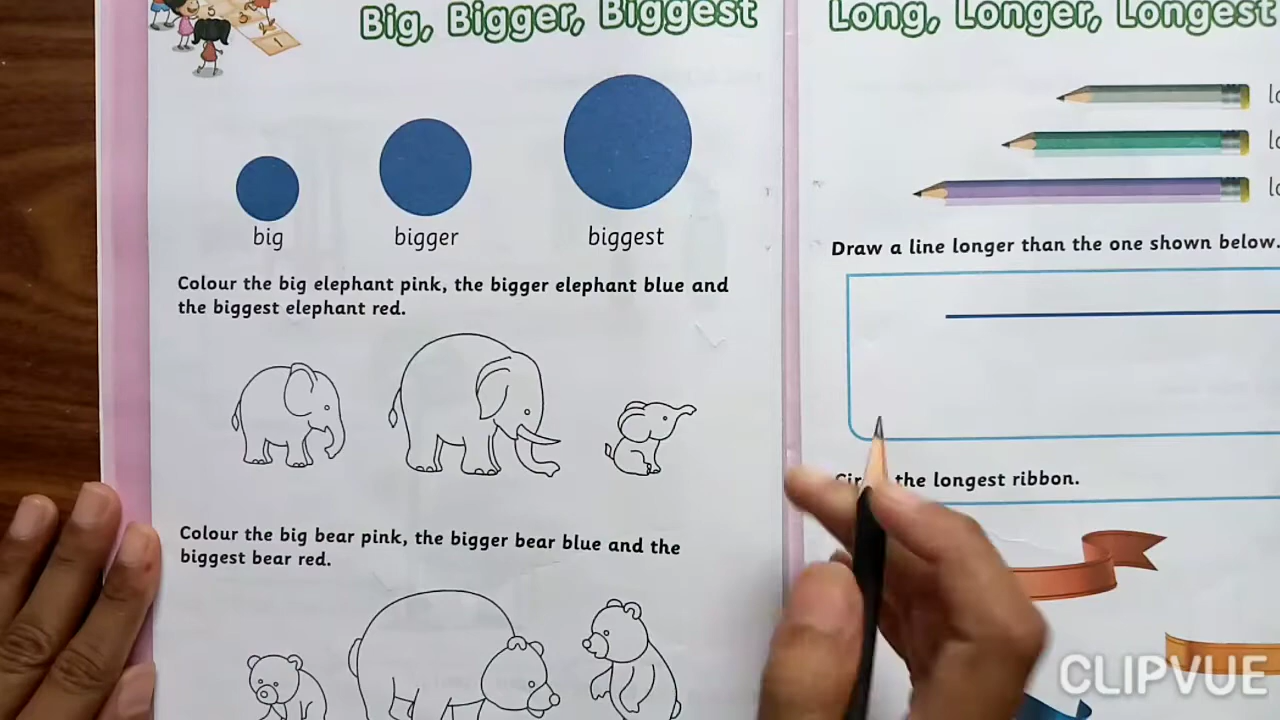 Big, Bigger, Biggest
big
bigger
biggest
Colour the big elephant pink, the bigger elephant blue and
the biggest elephant red.
Colour the big bear pink, the bigger bear blue and the
biggest bear red.
Long, Longer, Longest
Draw a line longer than the one shown below.
the longest ribbon.
CLIPVUE